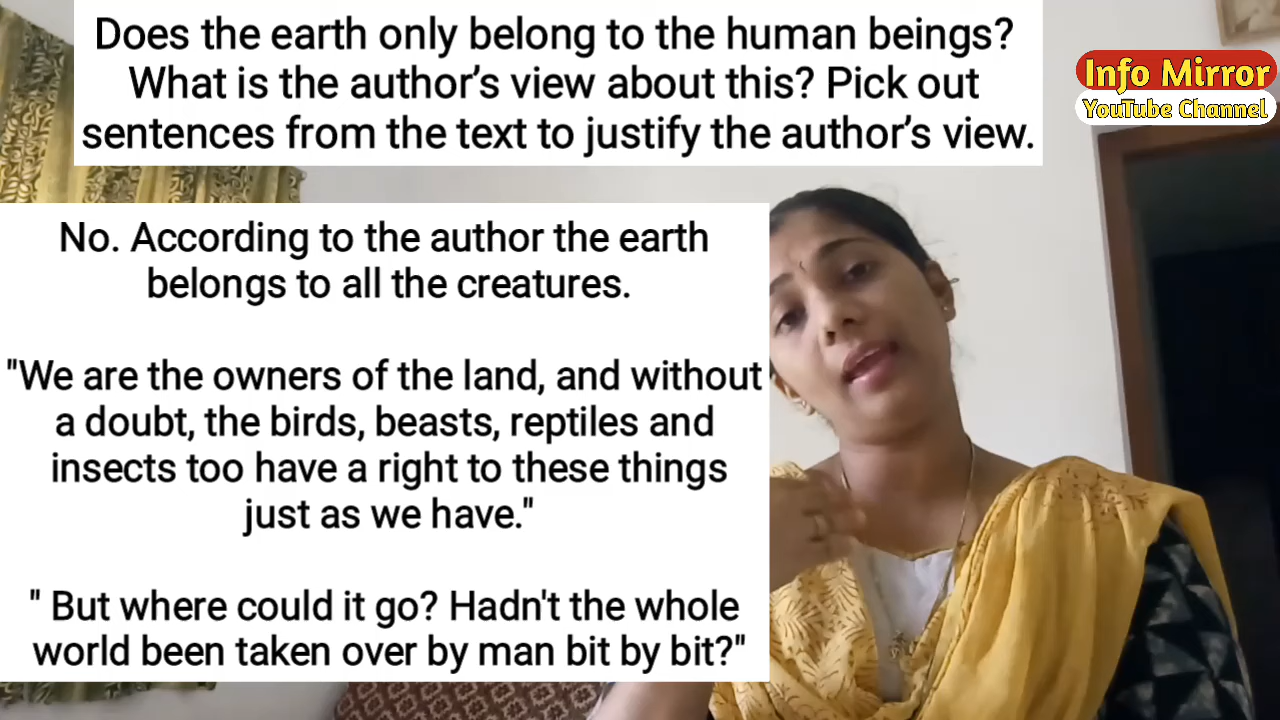 Does the earth only belong to the human beings?
What is the author's view about this? Pick out
sentences from the text to justify the author's view.
Info Mirror
YouTube Channel
No. According to the author the earth
belongs to all the creatures.
"We are the owners of the land, and without
a doubt, the birds, beasts, reptiles and
insects too have a right to these things
just as we have."
" But where could it go? Hadn't the whole
world been taken over by man bit by bit?"